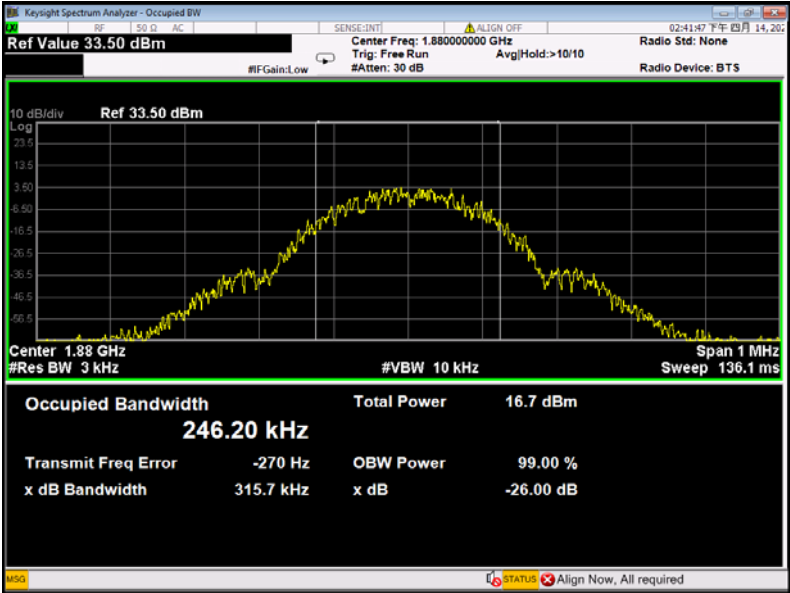 Keysight Spectrum Analyzer - Occupied BW
RF 50 Ω AC SENSE:INT ALIGN OFF 02:41:47 下午 四月 14, 202
Ref Value 33.50 dBm
Center Freq: 1.880000000 GHz
Radio Std: None
Trig: Free Run Avg|Hold:>10/10
#IFGain:Low
#Atten: 30 dB
Radio Device: BTS
10 dB/div Ref 33.50 dBm
Log
23.5
13.5
3.50
-6.50
-16.5
-26.5
-36.5
-46.5
-56.5
Center 1.88 GHz Span 1 MHz
#Res BW 3 kHz #VBW 10 kHz Sweep 136.1 ms
Occupied Bandwidth Total Power 16.7 dBm
246.20 kHz
Transmit Freq Error -270 Hz OBW Power 99.00 %
x dB Bandwidth 315.7 kHz x dB -26.00 dB
MSG STATUS Align Now, All required